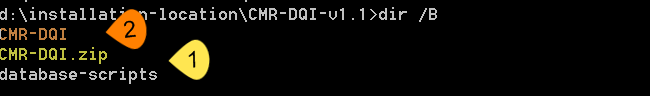 d:\installation-location\CMR-DQI-v1.1>dir /B
CMR-DQI
2
CMR-DQI.zip
1
database-scripts